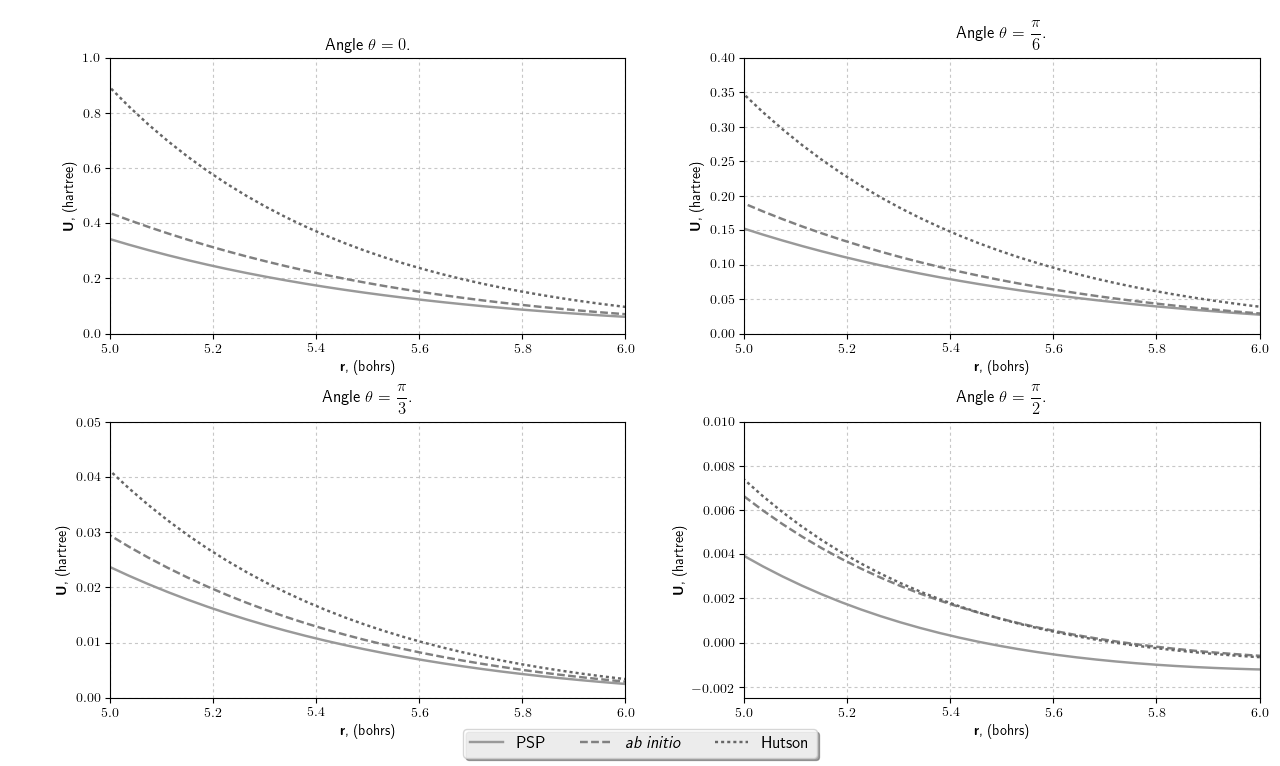 Angle θ = 0.
1.0
0.8
0.6
0.4
0.2
0.0
U, (hartree)
5.0 5.2 5.4 5.6 5.8 6.0
r, (bohrs)
Angle θ = π/6.
0.40
0.35
0.30
0.25
0.20
0.15
0.10
0.05
0.00
U, (hartree)
5.0 5.2 5.4 5.6 5.8 6.0
r, (bohrs)
Angle θ = π/3.
0.05
0.04
0.03
0.02
0.01
0.00
U, (hartree)
5.0 5.2 5.4 5.6 5.8 6.0
r, (bohrs)
Angle θ = π/2.
0.010
0.008
0.006
0.004
0.002
0.000
−0.002
U, (hartree)
5.0 5.2 5.4 5.6 5.8 6.0
r, (bohrs)
PSP ab initio Hutson